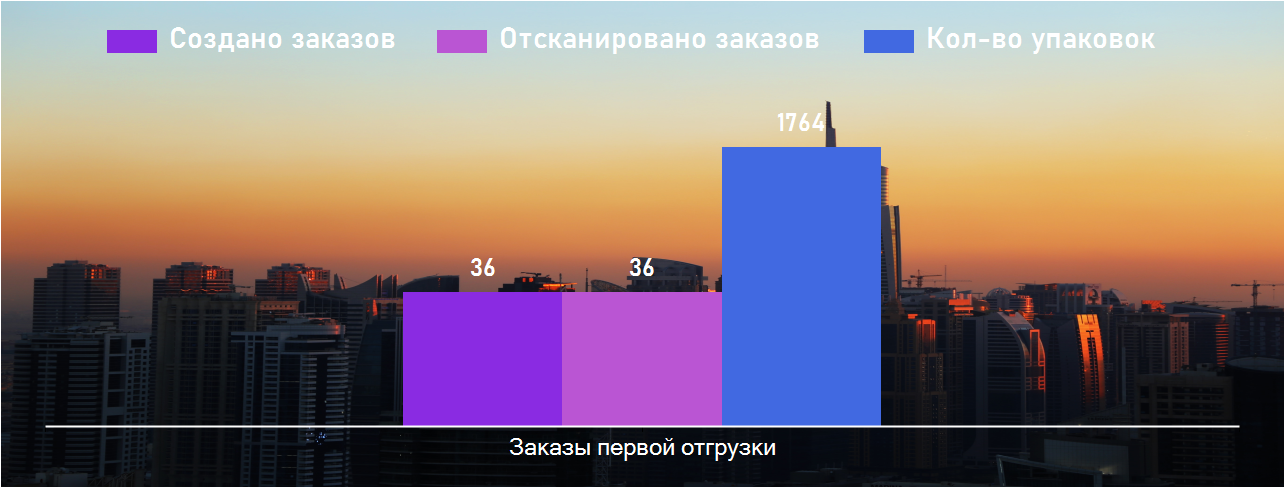 Создано заказов Отсканировано заказов Кол-во упаковок
1764
36 36
Заказы первой отгрузки